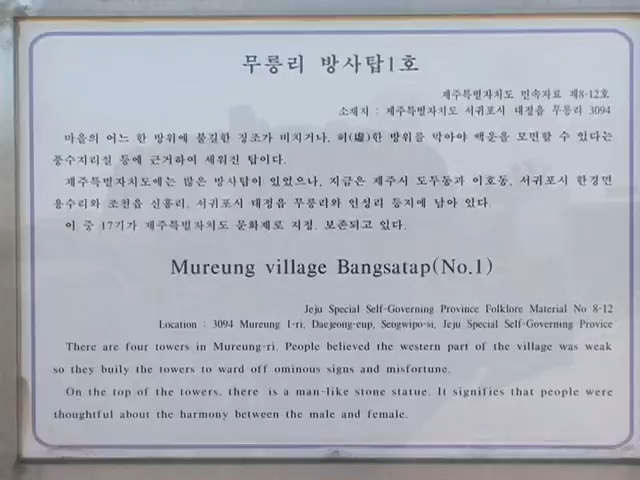 무릉리 방사탑1호
제주특별자치도 민속자료 제8-12호
소재지 : 제주특별자치도 서귀포시 대정읍 무릉리 3094
마을의 어느 한 방위에 불길한 징조가 비치거나, 허(虛)한 방위를 막아야 액운을 모면할 수 있다는
풍수지리설 등에 근거하여 세워진 탑이다.
제주특별자치도에는 많은 방사탑이 있었으나, 지금은 제주시 도두동과 이호동, 서귀포시 한경면
용수리와 조천읍 신흥리, 서귀포시 대정읍 무릉리와 인성리 등지에 남아 있다.
이 중 17기가 제주특별자치도 문화재로 지정, 보존되고 있다.
Mureung village Bangsatap(No.1)
Jeju Special Self-Governing Province Folklore Material No 8-12
Location : 3094 Mureung 1-ri, Daejeong-eup, Seogwipo-si, Jeju Special Self-Governing Provice
There are four towers in Mureung-ri. People believed the western part of the village was weak
so they buily the towers to ward off ominous signs and misfortune.
On the top of the towers, there is a man-like stone statue. It signifies that people were
thoughtful about the harmony between the male and female.